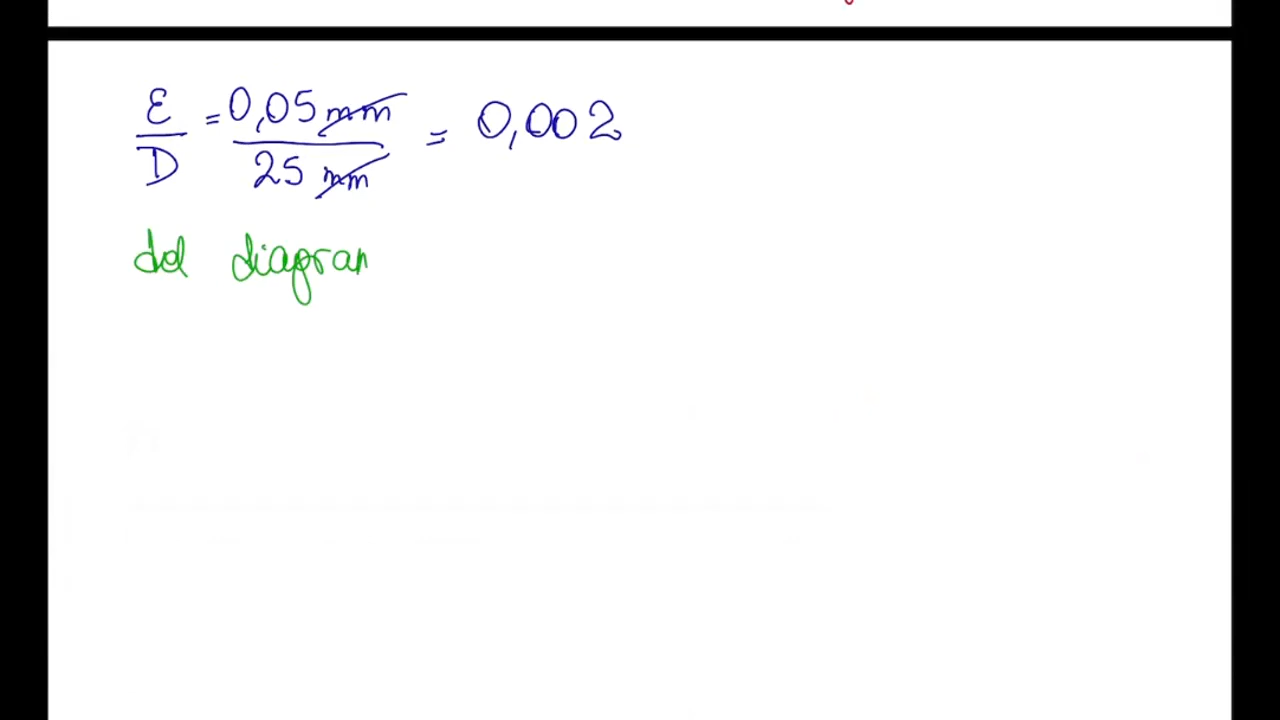 ε/D = 0,05 mm / 25 mm = 0,002
del diagram